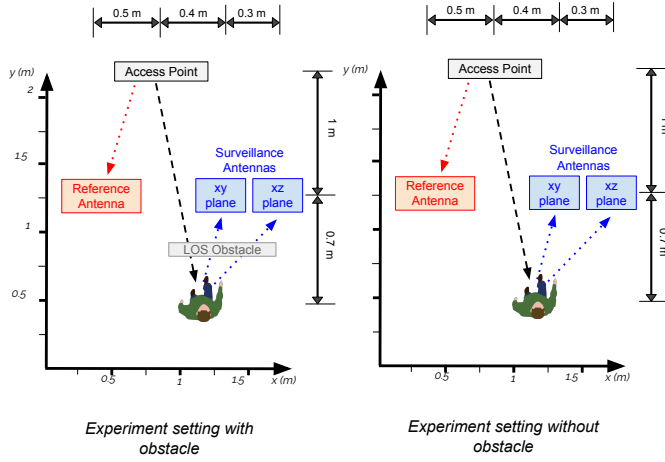 0.5 m 0.4 m 0.3 m
y (m)
Access Point
2
1.5
1
0.5
Surveillance
Antennas
Reference
Antenna
xy
plane
xz
plane
LOS Obstacle
1 m
0.7 m
0.5 1 1.5 x (m)
Experiment setting with
obstacle
0.5 m 0.4 m 0.3 m
y (m)
Access Point
Surveillance
Antennas
Reference
Antenna
xy
plane
xz
plane
0.5 1 1.5 x (m)
Experiment setting without
obstacle